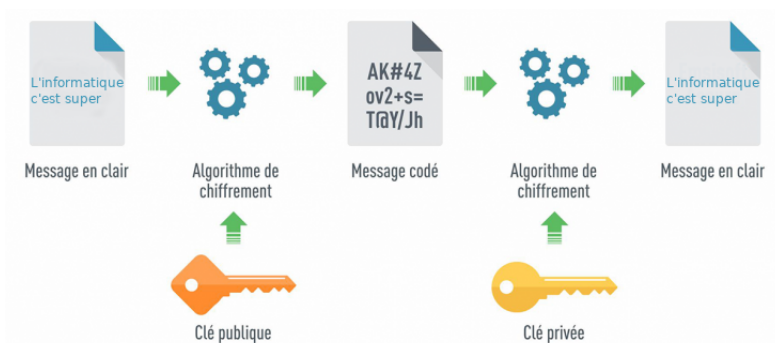 L'informatique
c'est super
AK#4Z
ov2+s=
T@Y/Jh
L'informatique
c'est super
Message en clair
Algorithme de
chiffrement
Message codé
Algorithme de
chiffrement
Message en clair
Clé publique
Clé privée